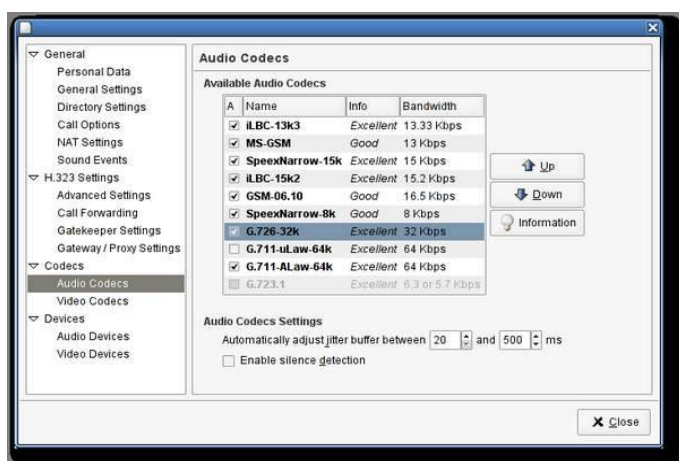 General
Personal Data
General Settings
Directory Settings
Call Options
NAT Settings
Sound Events
H.323 Settings
Advanced Settings
Call Forwarding
Gatekeeper Settings
Gateway / Proxy Settings
Codecs
Audio Codecs
Video Codecs
Devices
Audio Devices
Video Devices
Audio Codecs
Available Audio Codecs
A Name Info Bandwidth
iLBC-13k3 Excellent 13.33 Kbps
MS-GSM Good 13 Kbps
SpeexNarrow-15k Excellent 15 Kbps
iLBC-15k2 Excellent 15.2 Kbps
GSM-06.10 Good 16.5 Kbps
SpeexNarrow-8k Good 8 Kbps
G.726-32k Excellent 32 Kbps
G.711-uLaw-64k Excellent 64 Kbps
G.711-ALaw-64k Excellent 64 Kbps
G.723.1 Excellent 6.3 or 5.7 Kbps
Up
Down
Information
Audio Codecs Settings
Automatically adjust jitter buffer between 20 and 500 ms
Enable silence detection
Close